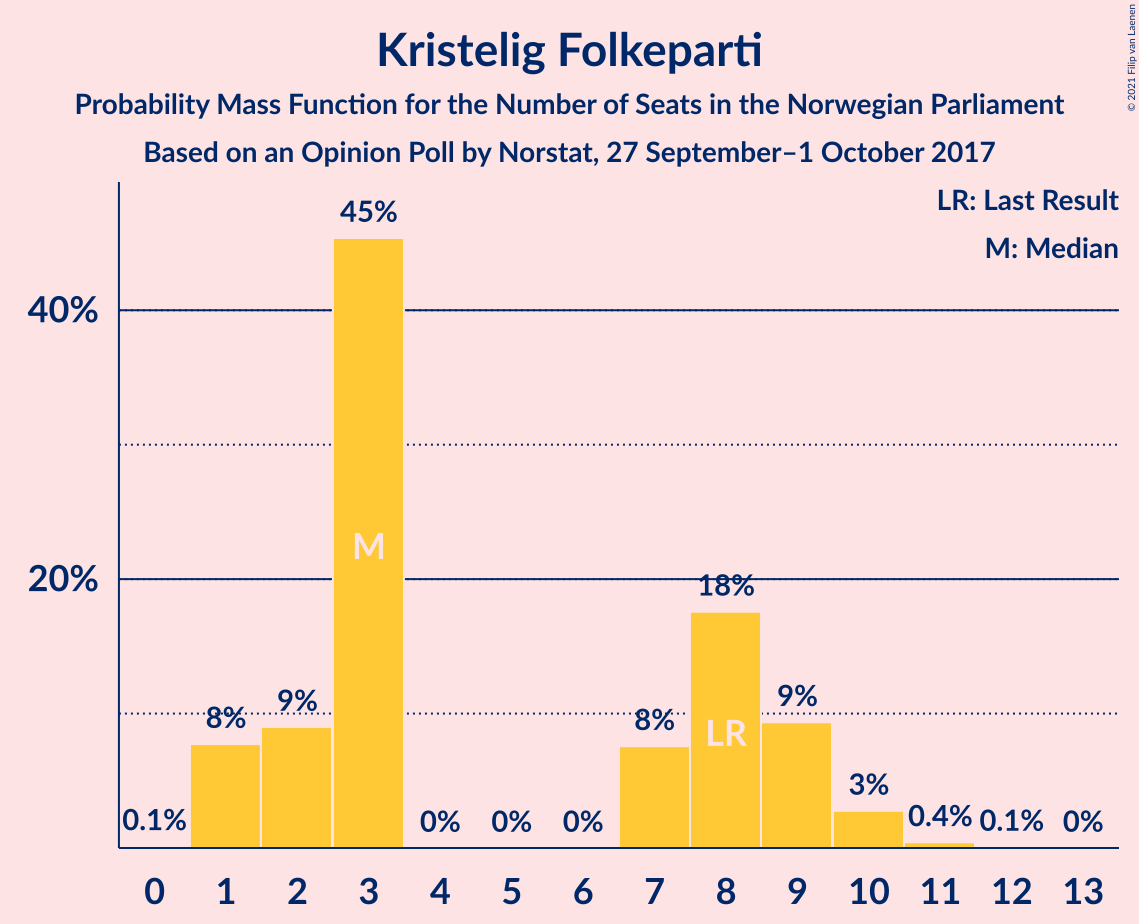 Kristelig Folkeparti
Probability Mass Function for the Number of Seats in the Norwegian Parliament
Based on an Opinion Poll by Norstat, 27 September–1 October 2017
© 2021 Filip van Laenen
LR: Last Result
M: Median
45%
40%
M
20%
18%
9%
8%
9%
8%
LR
3%
0.1%
0%
0%
0%
0.4%
0.1%
0%
0 1 2 3 4 5 6 7 8 9 10 11 12 13